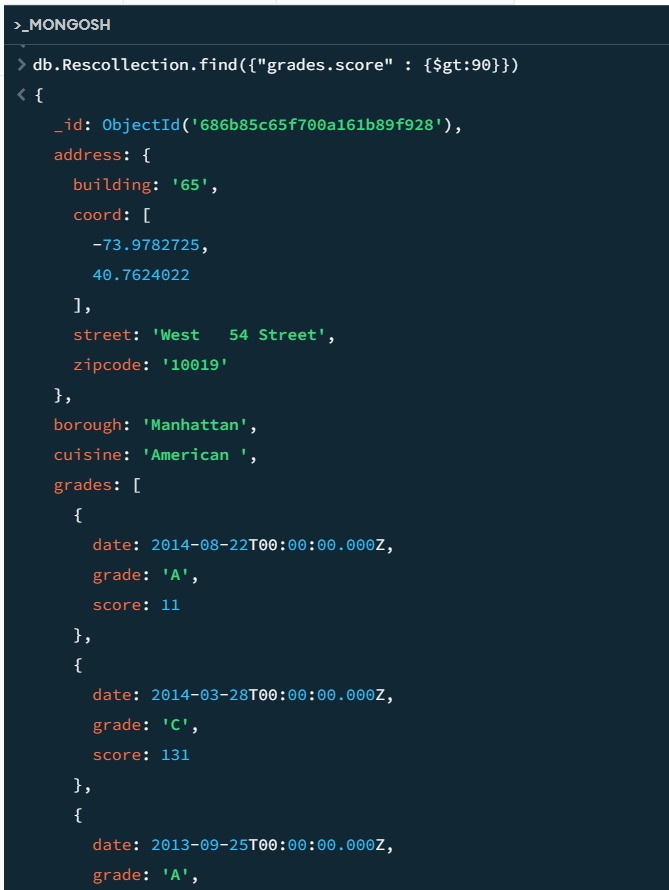 >_MONGOSH
> db.Rescollection.find({"grades.score" : {$gt:90}})
< {
_id: ObjectId('686b85c65f700a161b89f928'),
address: {
building: '65',
coord: [
-73.9782725,
40.7624022
],
street: 'West   54 Street',
zipcode: '10019'
},
borough: 'Manhattan',
cuisine: 'American ',
grades: [
{
date: 2014-08-22T00:00:00.000Z,
grade: 'A',
score: 11
},
{
date: 2014-03-28T00:00:00.000Z,
grade: 'C',
score: 131
},
{
date: 2013-09-25T00:00:00.000Z,
grade: 'A',